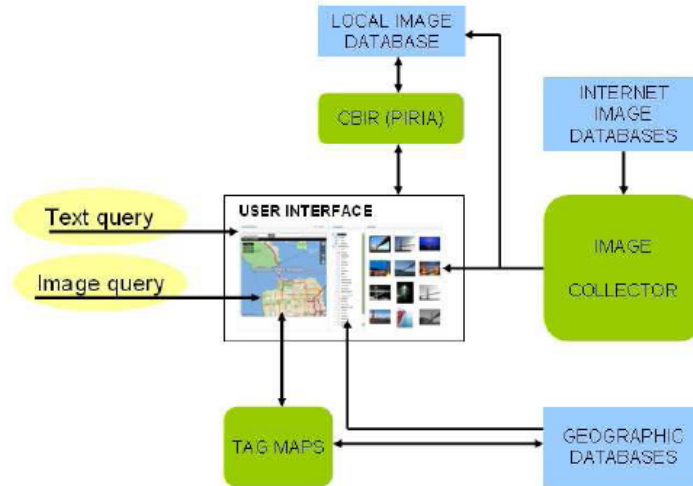 LOCAL IMAGE
DATABASE
INTERNET
IMAGE
DATABASES
CBIR (PIRIA)
USER INTERFACE
Text query
Image query
IMAGE
COLLECTOR
TAG MAPS
GEOGRAPHIC
DATABASES